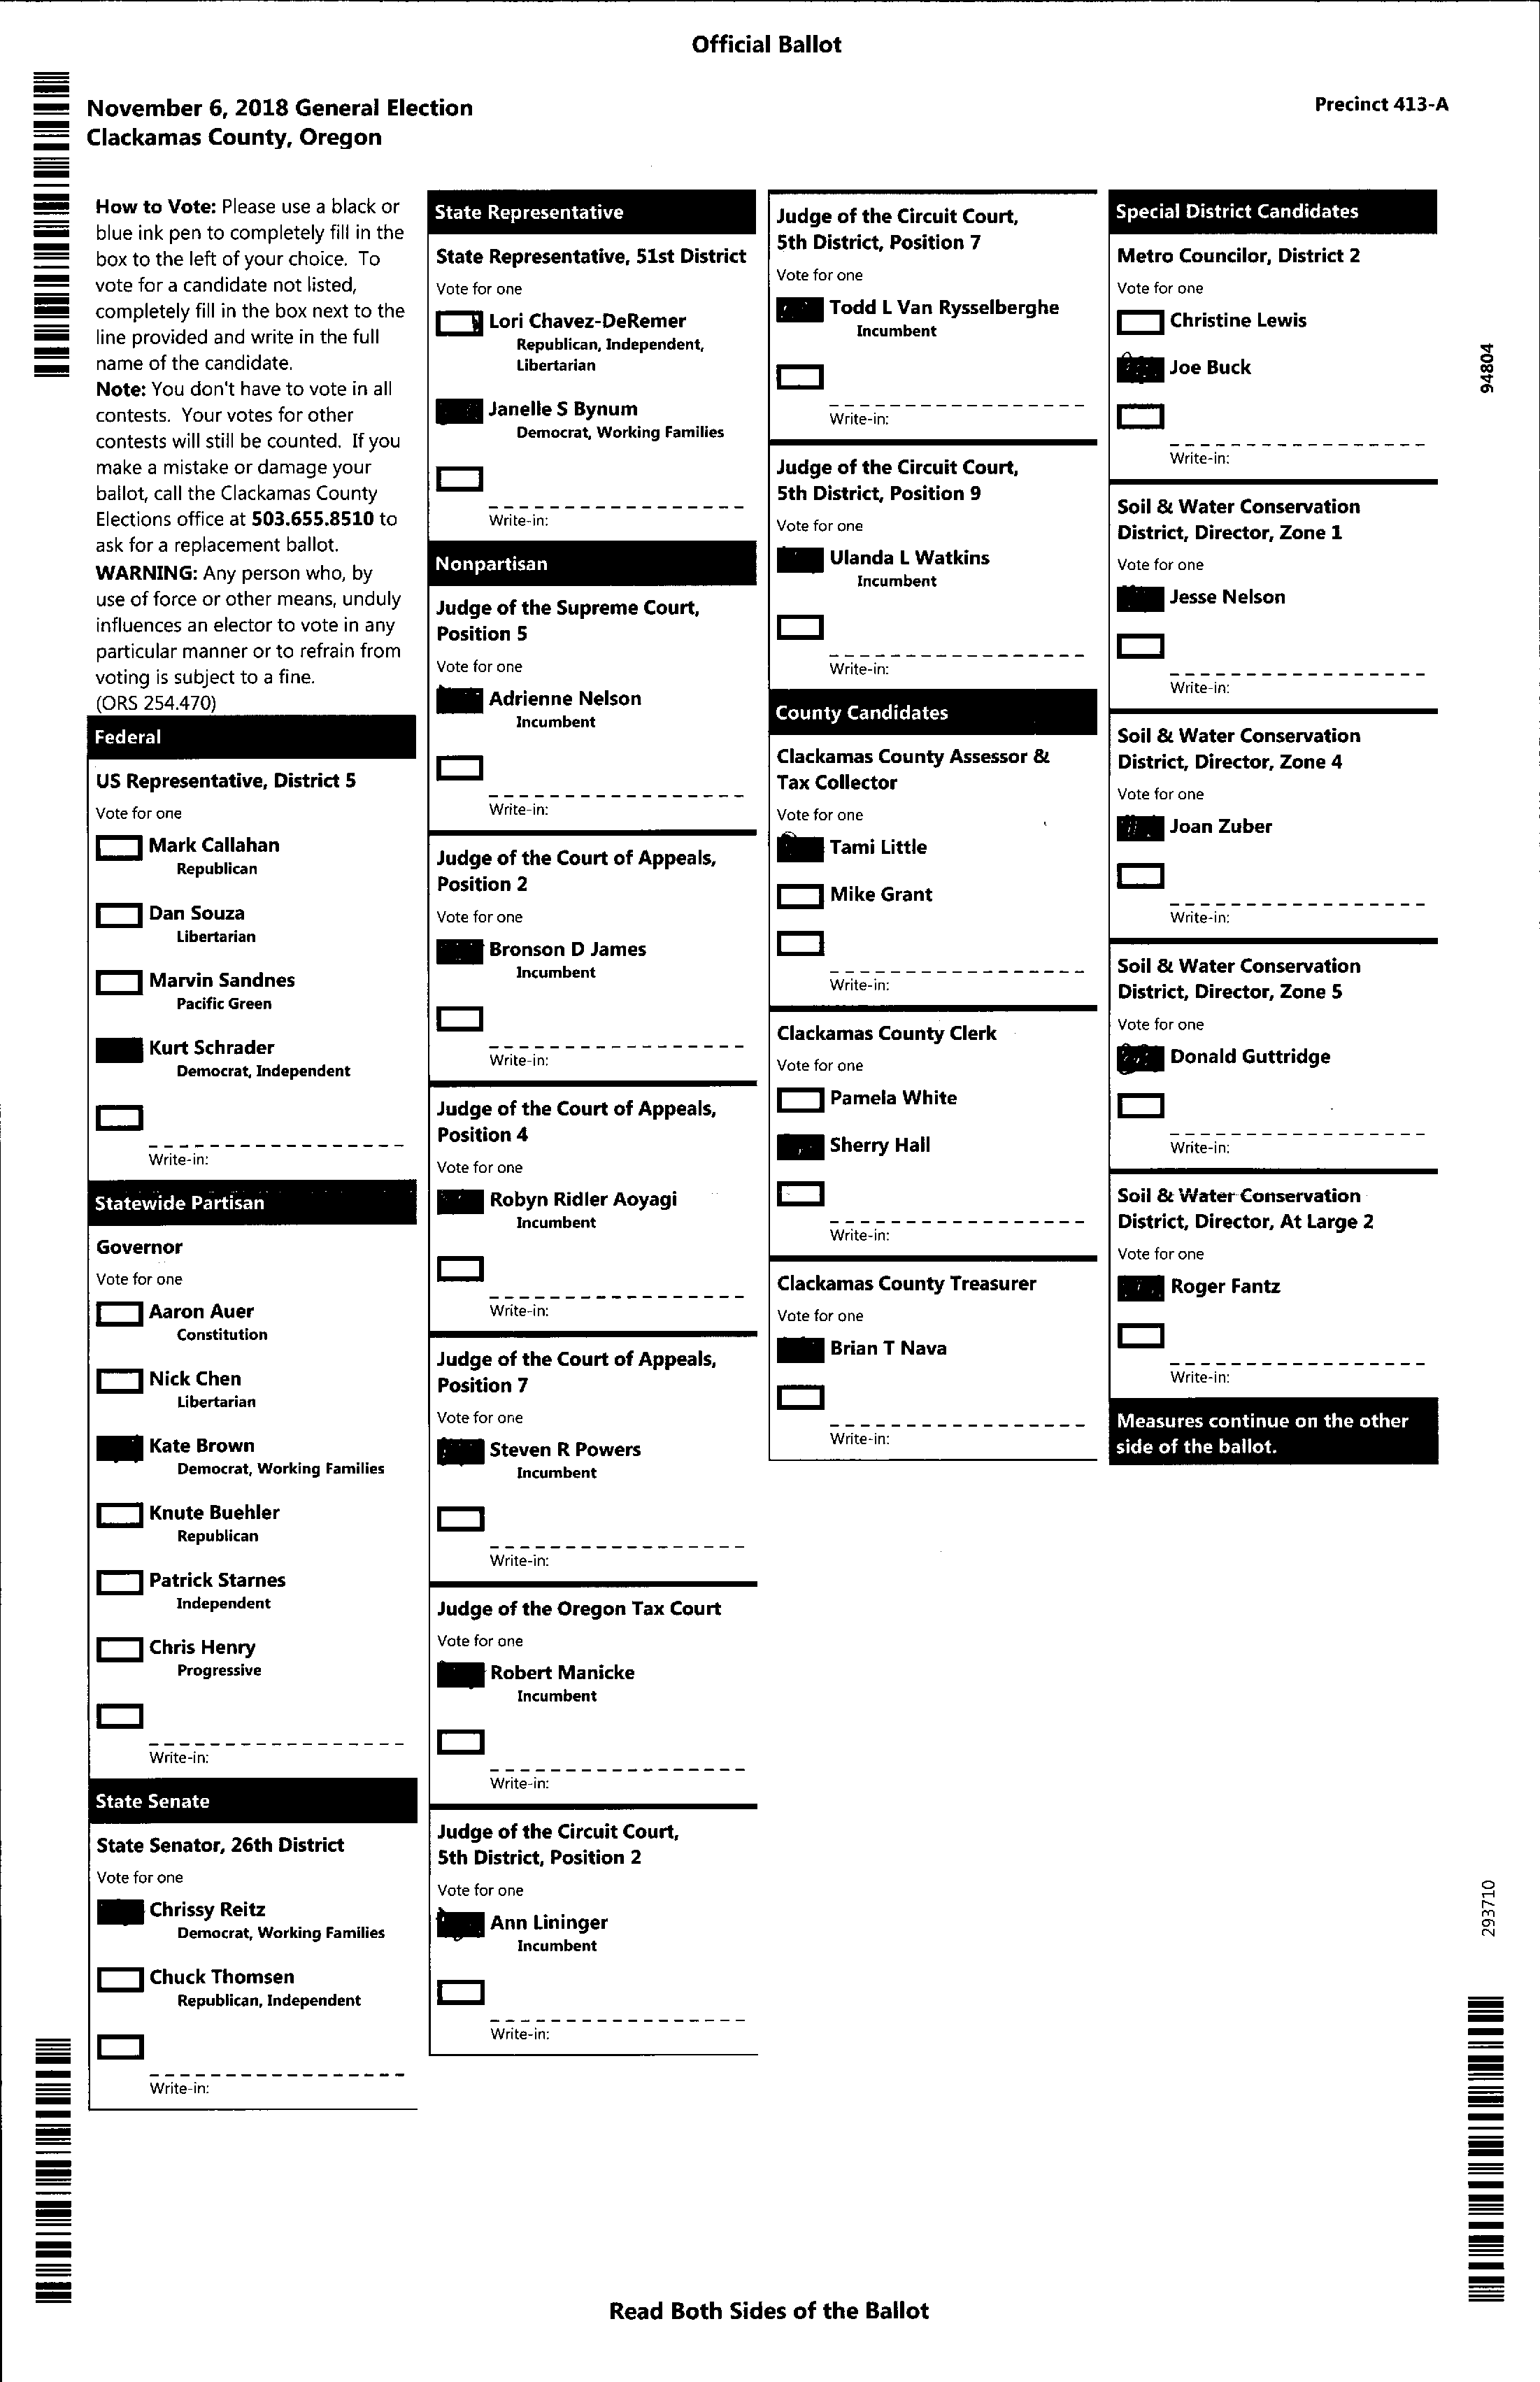 Official Ballot
November 6, 2018 General Election
Clackamas County, Oregon
Precinct 413-A
How to Vote: Please use a black or
blue ink pen to completely fill in the
box to the left of your choice. To
vote for a candidate not listed,
completely fill in the box next to the
line provided and write in the full
name of the candidate.
Note: You don't have to vote in all
contests. Your votes for other
contests will still be counted. If you
make a mistake or damage your
ballot, call the Clackamas County
Elections office at 503.655.8510 to
ask for a replacement ballot.
WARNING: Any person who, by
use of force or other means, unduly
influences an elector to vote in any
particular manner or to refrain from
voting is subject to a fine.
(ORS 254.470)
Federal
US Representative, District 5
Vote for one
Mark Callahan
Republican
Dan Souza
Libertarian
Marvin Sandnes
Pacific Green
Kurt Schrader
Democrat, Independent
Write-in:
Statewide Partisan
Governor
Vote for one
Aaron Auer
Constitution
Nick Chen
Libertarian
Kate Brown
Democrat, Working Families
Knute Buehler
Republican
Patrick Starnes
Independent
Chris Henry
Progressive
Write-in:
State Senate
State Senator, 26th District
Vote for one
Chrissy Reitz
Democrat, Working Families
Chuck Thomsen
Republican, Independent
Write-in:
State Representative
State Representative, 51st District
Vote for one
Lori Chavez-DeRemer
Republican, Independent,
Libertarian
Janelle S Bynum
Democrat, Working Families
Write-in:
Nonpartisan
Judge of the Supreme Court,
Position 5
Vote for one
Adrienne Nelson
Incumbent
Write-in:
Judge of the Court of Appeals,
Position 2
Vote for one
Bronson D James
Incumbent
Write-in:
Judge of the Court of Appeals,
Position 4
Vote for one
Robyn Ridler Aoyagi
Incumbent
Write-in:
Judge of the Court of Appeals,
Position 7
Vote for one
Steven R Powers
Incumbent
Write-in:
Judge of the Oregon Tax Court
Vote for one
Robert Manicke
Incumbent
Write-in:
Judge of the Circuit Court,
5th District, Position 2
Vote for one
Ann Lininger
Incumbent
Write-in:
Judge of the Circuit Court,
5th District, Position 7
Vote for one
Todd L Van Rysselberghe
Incumbent
Write-in:
Judge of the Circuit Court,
5th District, Position 9
Vote for one
Ulanda L Watkins
Incumbent
Write-in:
County Candidates
Clackamas County Assessor &
Tax Collector
Vote for one
Tami Little
Mike Grant
Write-in:
Clackamas County Clerk
Vote for one
Pamela White
Sherry Hall
Write-in:
Clackamas County Treasurer
Vote for one
Brian T Nava
Write-in:
Special District Candidates
Metro Councilor, District 2
Vote for one
Christine Lewis
Joe Buck
Write-in:
Soil & Water Conservation
District, Director, Zone 1
Vote for one
Jesse Nelson
Write-in:
Soil & Water Conservation
District, Director, Zone 4
Vote for one
Joan Zuber
Write-in:
Soil & Water Conservation
District, Director, Zone 5
Vote for one
Donald Guttridge
Write-in:
Soil & Water Conservation
District, Director, At Large 2
Vote for one
Roger Fantz
Write-in:
Measures continue on the other
side of the ballot.
94804
293710
Read Both Sides of the Ballot